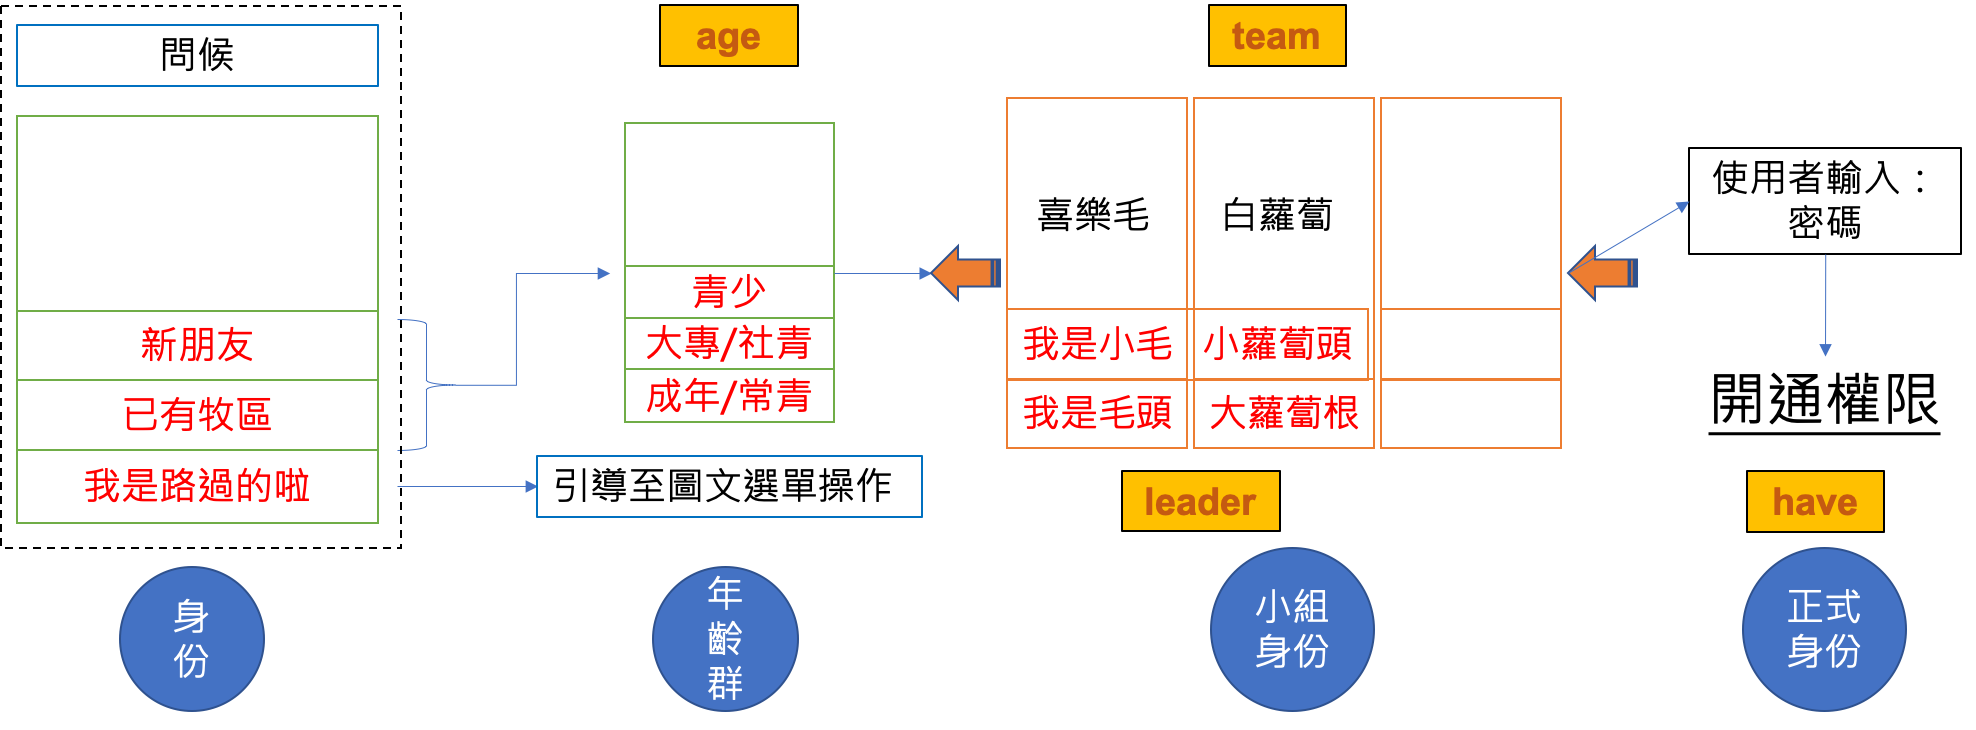 問候
新朋友
已有牧區
我是路過的啦
身
份
age
青少
大專/社青
成年/常青
引導至圖文選單操作
年
齡
群
team
喜樂毛
白蘿蔔
我是小毛
小蘿蔔頭
我是毛頭
大蘿蔔根
leader
小組
身份
使用者輸入：
密碼
開通權限
have
正式
身份